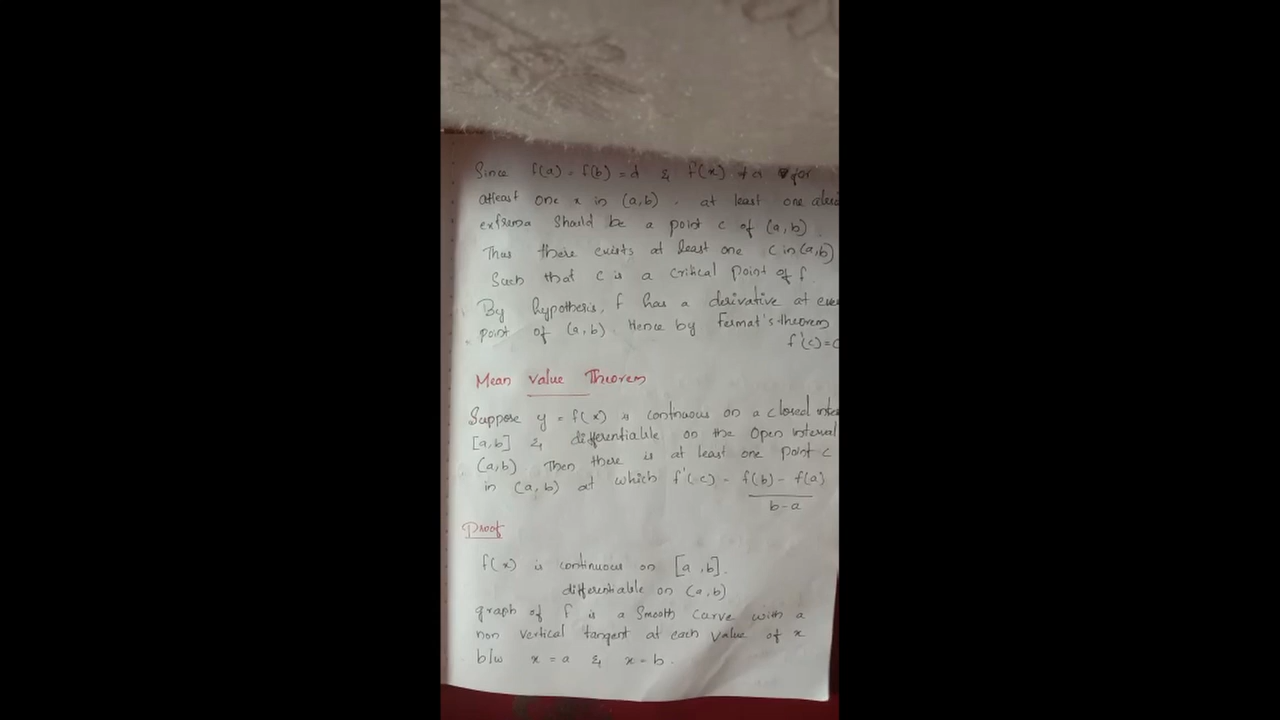 Since f(a) = f(b) = d & f(x) ≠ d for
atleast one x in (a,b), at least one
extrema should be a point c of (a,b).
Thus there exists at least one c in (a,b)
Such that c is a critical point of f.
By hypothesis, f has a derivative at
point of (a,b). Hence by Fermat's theorem
f'(c) =
Mean Value Theorem
Suppose y = f(x) is continuous on a closed
[a,b] & differentiable on the open interval
(a,b) Then there is at least one point c
in (a,b) at which f'(c) = f(b) - f(a)
b-a
Proof
f(x) is continuous on [a,b].
differentiable on (a,b)
graph of f is a smooth curve with a
non vertical tangent at each value of x
b/w x = a & x = b.